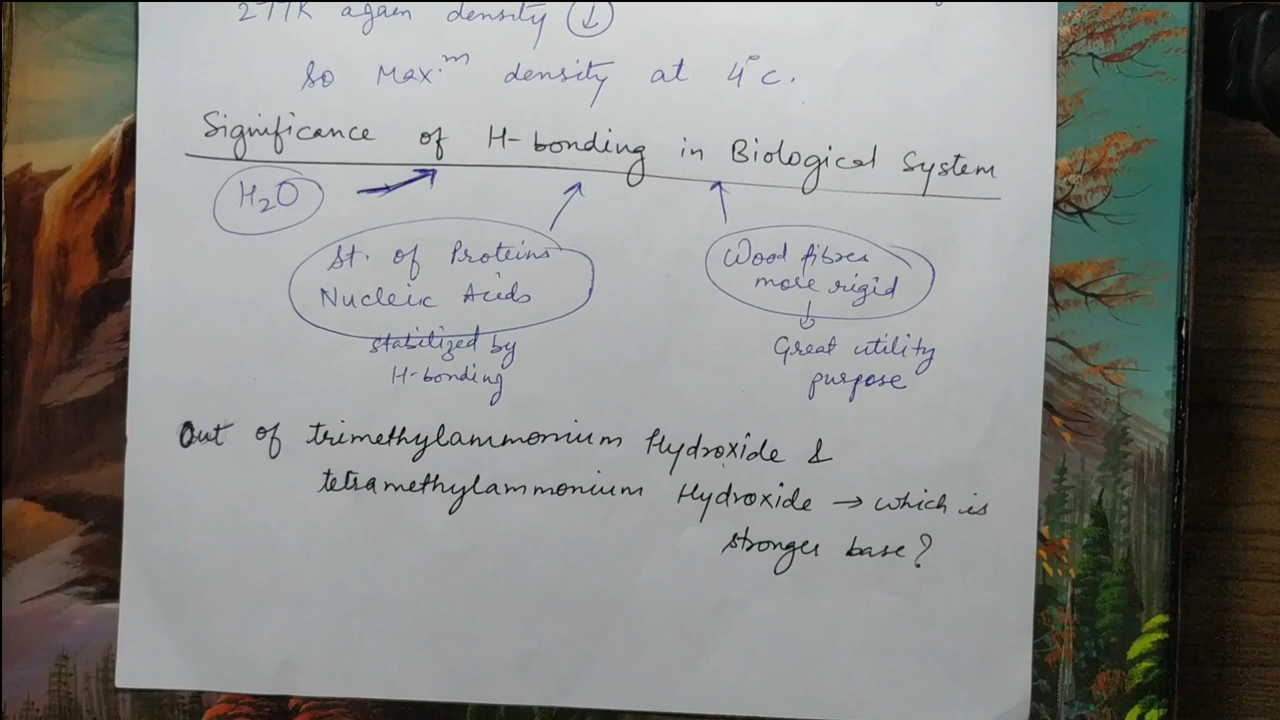 277K again density ↓
So Max.m density at 4°C.
Significance of H-bonding in Biological System
H2O
St. of Proteins
Nucleic Acids
stabilized by
H-bonding
Wood fibres
more rigid
Great utility
purpose
Out of trimethylammonium Hydroxide &
tetramethylammonium Hydroxide → which is
stronger base?